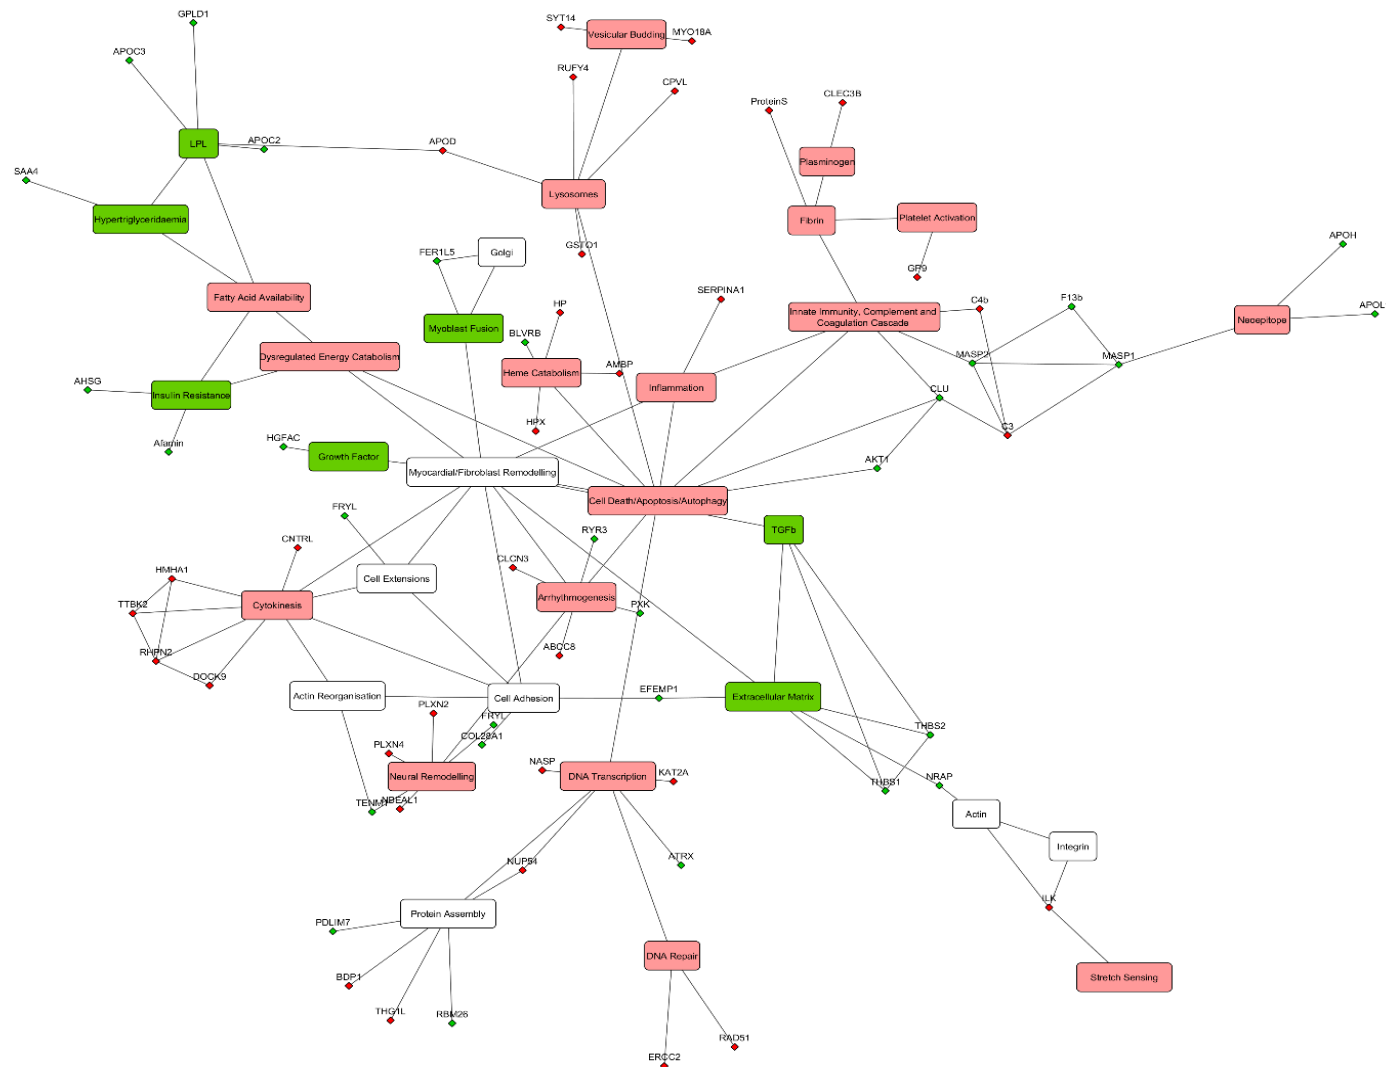 GPLD1
SYT14
Vesicular Budding
MYO18A
APOC3
RUFY4
CPVL
CLEC3B
ProteinS
LPL
APOC2
APOD
Plasminogen
SAA4
Lysosomes
Hypertriglyceridaemia
Fibrin
Platelet Activation
APOH
FER1L5
Golgi
GSTO1
GP9
Fatty Acid Availability
SERPINA1
C4b
F13b
HP
Innate Immunity, Complement and
Coagulation Cascade
Neoepitope
APOL
Myoblast Fusion
BLVRB
Dysregulated Energy Catabolism
MASP2
MASP1
Heme Catabolism
AMBP
Inflammation
AHSG
Insulin Resistance
CLU
HPX
C3
Afamin
HGFAC
Growth Factor
AKT1
Myocardial/Fibroblast Remodelling
Cell Death/Apoptosis/Autophagy
FRYL
TGFb
RYR3
CNTRL
CLCN3
HMHA1
Cell Extensions
TTBK2
Cytokinesis
Arrhythmogenesis
PXK
RHPN2
ABCC8
DOCK9
Actin Reorganisation
Cell Adhesion
EFEMP1
Extracellular Matrix
PLXN2
FRYL
THBS2
COL28A1
PLXN4
Neural Remodelling
NASP
DNA Transcription
KAT2A
NRAP
THBS1
TENM1
NBEAL1
Actin
Integrin
NUP54
ATRX
ILK
Protein Assembly
PDLIM7
DNA Repair
Stretch Sensing
BDP1
THG1L
RBM26
RAD51
ERCC2